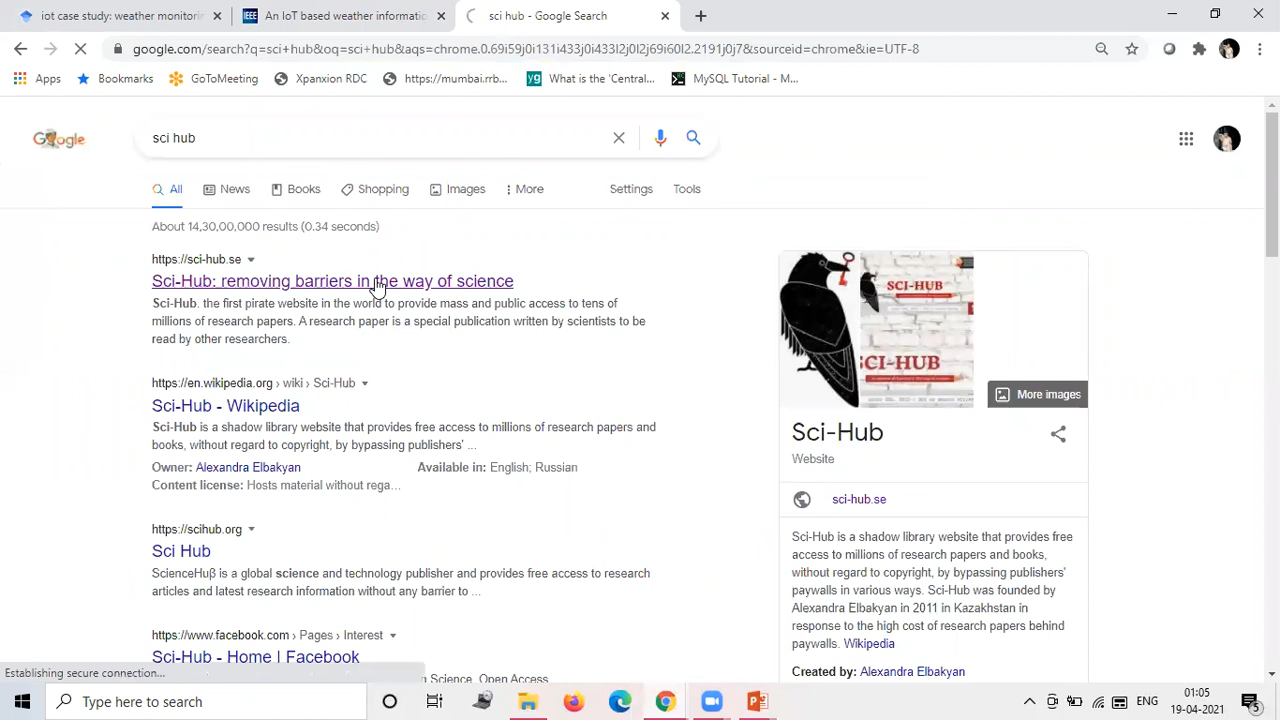 iot case study: weather monitori
An IoT weather informatic
sci hub - Google Search
google.com/search?q=sci+hub&oq=sci+hub&aqs=chrome.0.69i59j0i131i433j0i433l2j0l2j69i60l2.2191j0j7&sourceid=chrome&ie=UTF-8
Apps
Bookmarks
GoToMeeting
Xpanxion RDC
https://mumbai.rrb...
yg What is the 'Central...
MySQL Tutorial - M...
Google
sci hub
All
News
Books
Shopping
Images
More
Settings
Tools
About 14,30,00,000 results (0.34 seconds)
https://sci-hub.se
Sci-Hub: removing barriers in the way of science
Sci-Hub. the first pirate website in the world to provide mass and public access to tens of
millions of research papers. A research paper is a special publication written by scientists to be
read by other researchers.
https://en.wikipedia.org › wiki › Sci-Hub
Sci-Hub - Wikipedia
Sci-Hub is a shadow library website that provides free access to millions of research papers and
books, without regard to copyright, by bypassing publishers' ...
Owner: Alexandra Elbakyan Available in: English; Russian
Content license: Hosts material without rega...
https://scihub.org
Sci Hub
ScienceHuβ is a global science and technology publisher and provides free access to research
articles and latest research information without any barrier to ...
https://www.facebook.com › Pages › Interest
Sci-Hub - Home | Facebook
n Science, Open Access
SCI-HUB
SCI-HUB
More images
Sci-Hub
Website
sci-hub.se
Sci-Hub is a shadow library website that provides free
access to millions of research papers and books,
without regard to copyright, by bypassing publishers'
paywalls in various ways. Sci-Hub was founded by
Alexandra Elbakyan in 2011 in Kazakhstan in
response to the high cost of research papers behind
paywalls. Wikipedia
Created by: Alexandra Elbakyan
Establishing secure connection...
Type here to search
ENG
01:05
19-04-2021
5